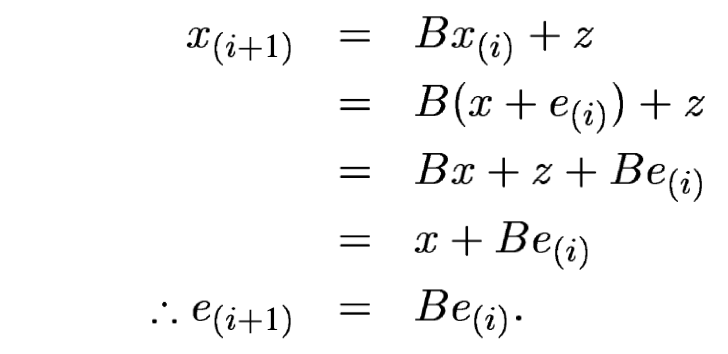 x_{(i+1)} = Bx_{(i)} + z
= B(x + e_{(i)}) + z
= Bx + z + Be_{(i)}
= x + Be_{(i)}
∴ e_{(i+1)} = Be_{(i)}.